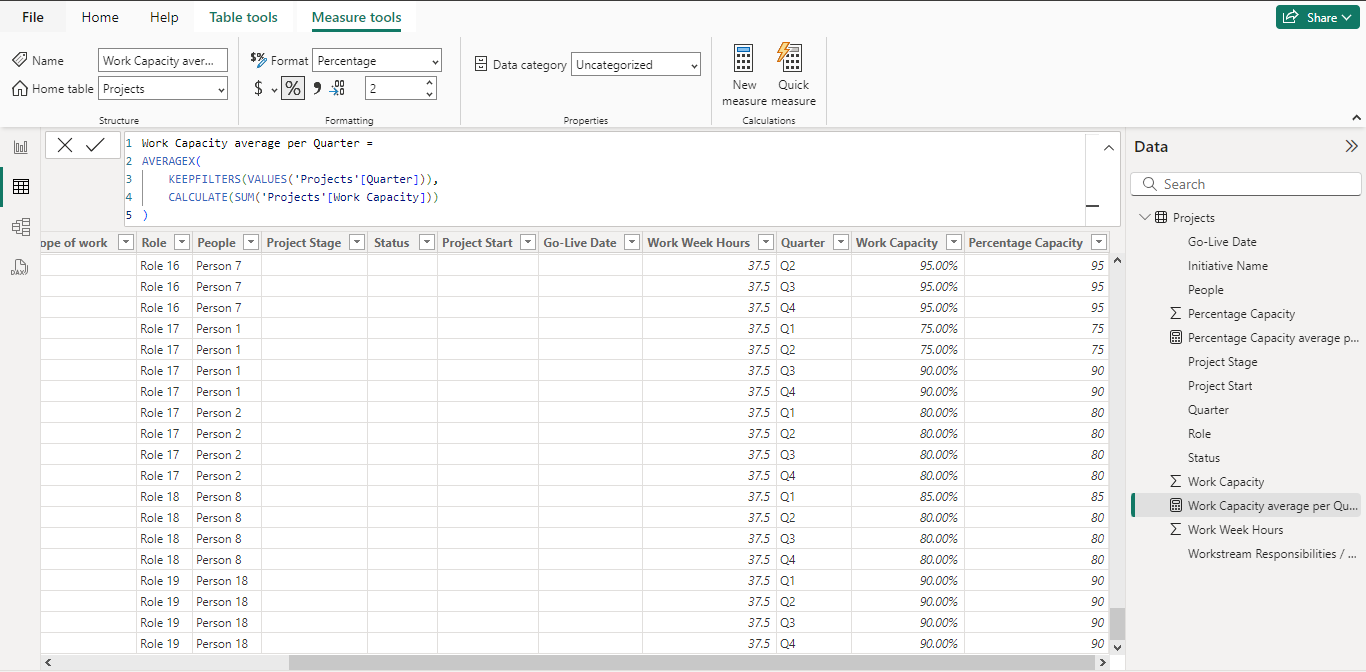 File Home Help Table tools Measure tools Share
Name Work Capacity aver...
Home table Projects
Structure
Format Percentage
$ % 2
Formatting
Data category Uncategorized
Properties
New measure
Quick measure
Calculations
1 Work Capacity average per Quarter =
2 AVERAGEX(
3 KEEPFILTERS(VALUES('Projects'[Quarter])),
4 CALCULATE(SUM('Projects'[Work Capacity]))
5 )
DAX
ope of work Role People Project Stage Status Project Start Go-Live Date Work Week Hours Quarter Work Capacity Percentage Capacity
Role 16 Person 7 37.5 Q2 95.00% 95
Role 16 Person 7 37.5 Q3 95.00% 95
Role 16 Person 7 37.5 Q4 95.00% 95
Role 17 Person 1 37.5 Q1 75.00% 75
Role 17 Person 1 37.5 Q2 75.00% 75
Role 17 Person 1 37.5 Q3 90.00% 90
Role 17 Person 1 37.5 Q4 90.00% 90
Role 17 Person 2 37.5 Q1 80.00% 80
Role 17 Person 2 37.5 Q2 80.00% 80
Role 17 Person 2 37.5 Q3 80.00% 80
Role 17 Person 2 37.5 Q4 80.00% 80
Role 18 Person 8 37.5 Q1 85.00% 85
Role 18 Person 8 37.5 Q2 80.00% 80
Role 18 Person 8 37.5 Q3 80.00% 80
Role 18 Person 8 37.5 Q4 80.00% 80
Role 19 Person 18 37.5 Q1 90.00% 90
Role 19 Person 18 37.5 Q2 90.00% 90
Role 19 Person 18 37.5 Q3 90.00% 90
Role 19 Person 18 37.5 Q4 90.00% 90
Data
Search
Projects
Go-Live Date
Initiative Name
People
Percentage Capacity
Percentage Capacity average p...
Project Stage
Project Start
Quarter
Role
Status
Work Capacity
Work Capacity average per Qu...
Work Week Hours
Workstream Responsibilities / ...